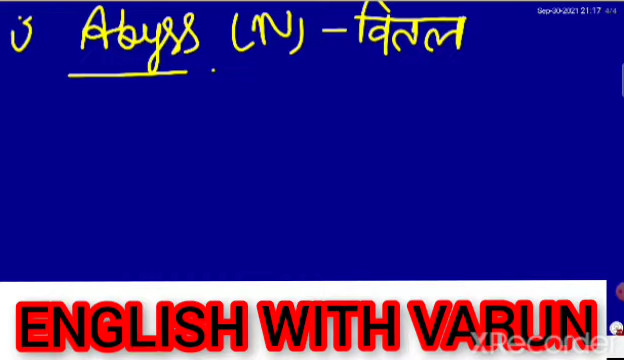 i) Abyss (N) - वितल
Sep-30-2021 21:17 4/4
ENGLISH WITH VARUN
XRecorder